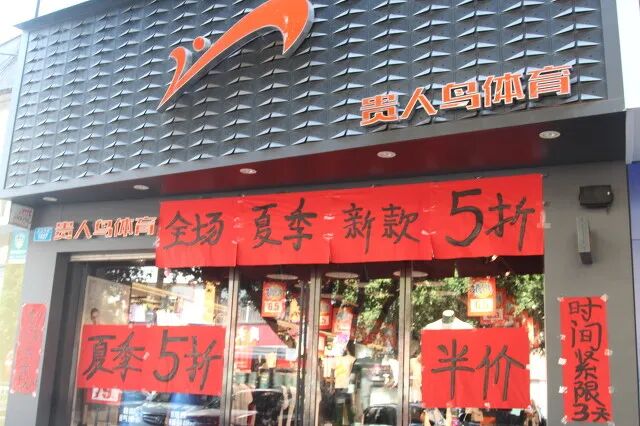 贵人鸟体育
贵人鸟体育
全场 夏季 新款 5折
夏季5折
半价
时间紧限3天